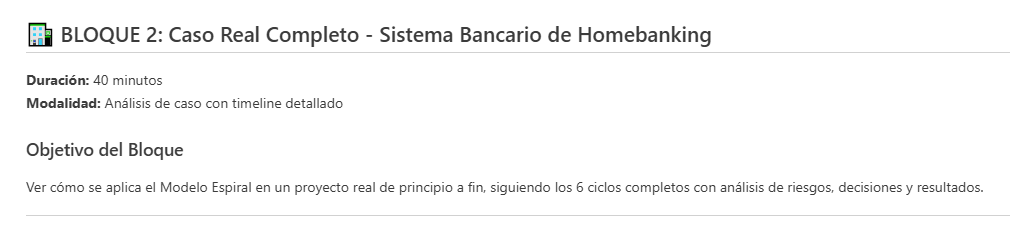 BLOQUE 2: Caso Real Completo - Sistema Bancario de Homebanking
Duración: 40 minutos
Modalidad: Análisis de caso con timeline detallado
Objetivo del Bloque
Ver cómo se aplica el Modelo Espiral en un proyecto real de principio a fin, siguiendo los 6 ciclos completos con análisis de riesgos, decisiones y resultados.